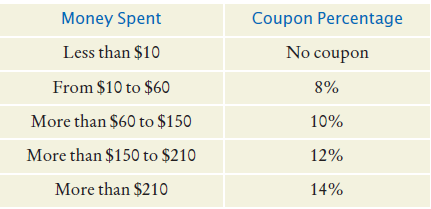 Money Spent Coupon Percentage
Less than $10 No coupon
From $10 to $60 8%
More than $60 to $150 10%
More than $150 to $210 12%
More than $210 14%